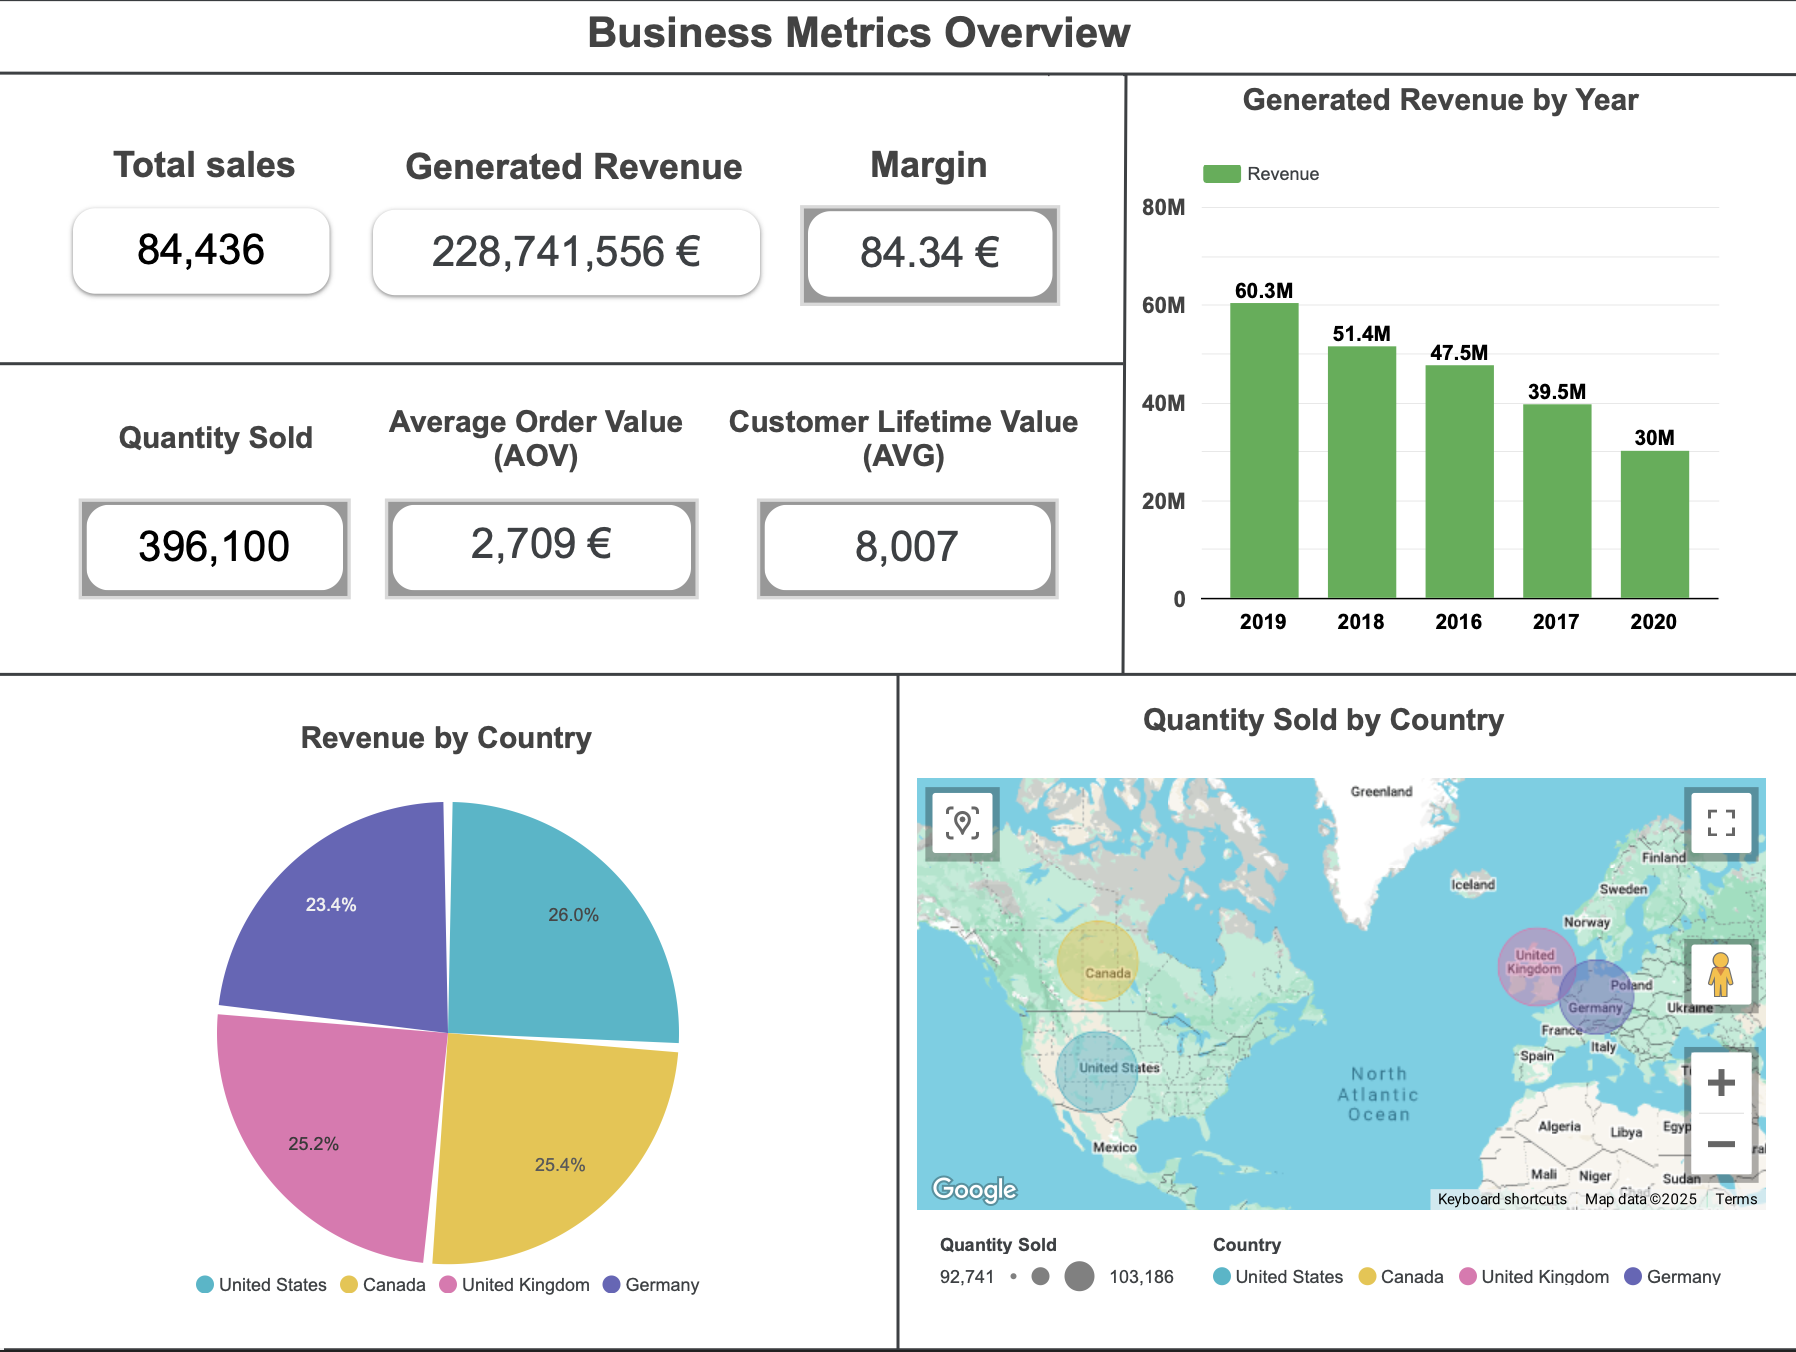 Business Metrics Overview
Total sales
84,436
Generated Revenue
228,741,556 €
Margin
84.34 €
Quantity Sold
396,100
Average Order Value
(AOV)
2,709 €
Customer Lifetime Value
(AVG)
8,007
Generated Revenue by Year
Revenue
80M
60M
40M
20M
0
60.3M
51.4M
47.5M
39.5M
30M
2019
2018
2016
2017
2020
Revenue by Country
23.4%
26.0%
25.2%
25.4%
United States
Canada
United Kingdom
Germany
Quantity Sold by Country
Greenland
Finland
Iceland
Sweden
Norway
United
Kingdom
Canada
Poland
Germany
Ukraine
France
Italy
Spain
United States
North
Atlantic
Ocean
Algeria
Libya
Mexico
Mali
Niger
Sudan
Google
Keyboard shortcuts
Map data ©2025
Terms
Quantity Sold
92,741
103,186
Country
United States
Canada
United Kingdom
Germany